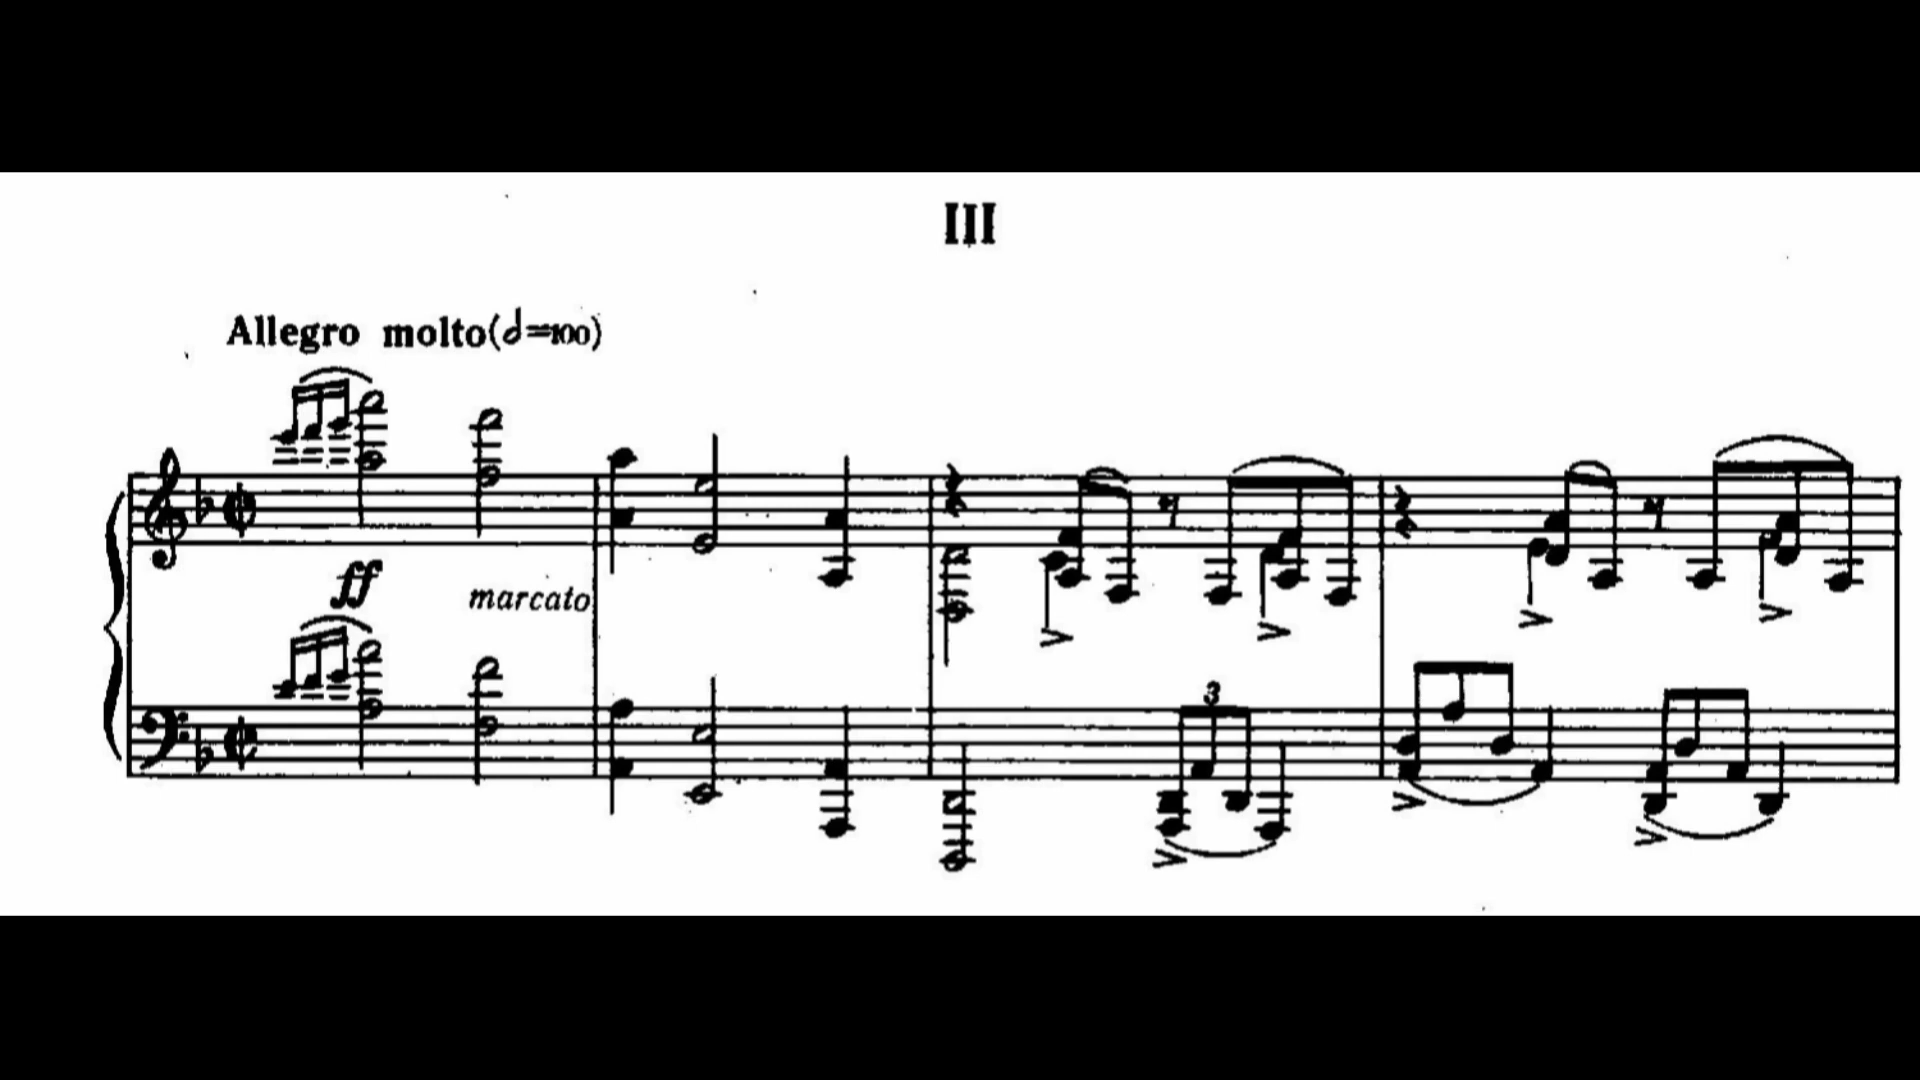 III
Allegro molto(𝅗𝅥=100)
ff
marcato
3